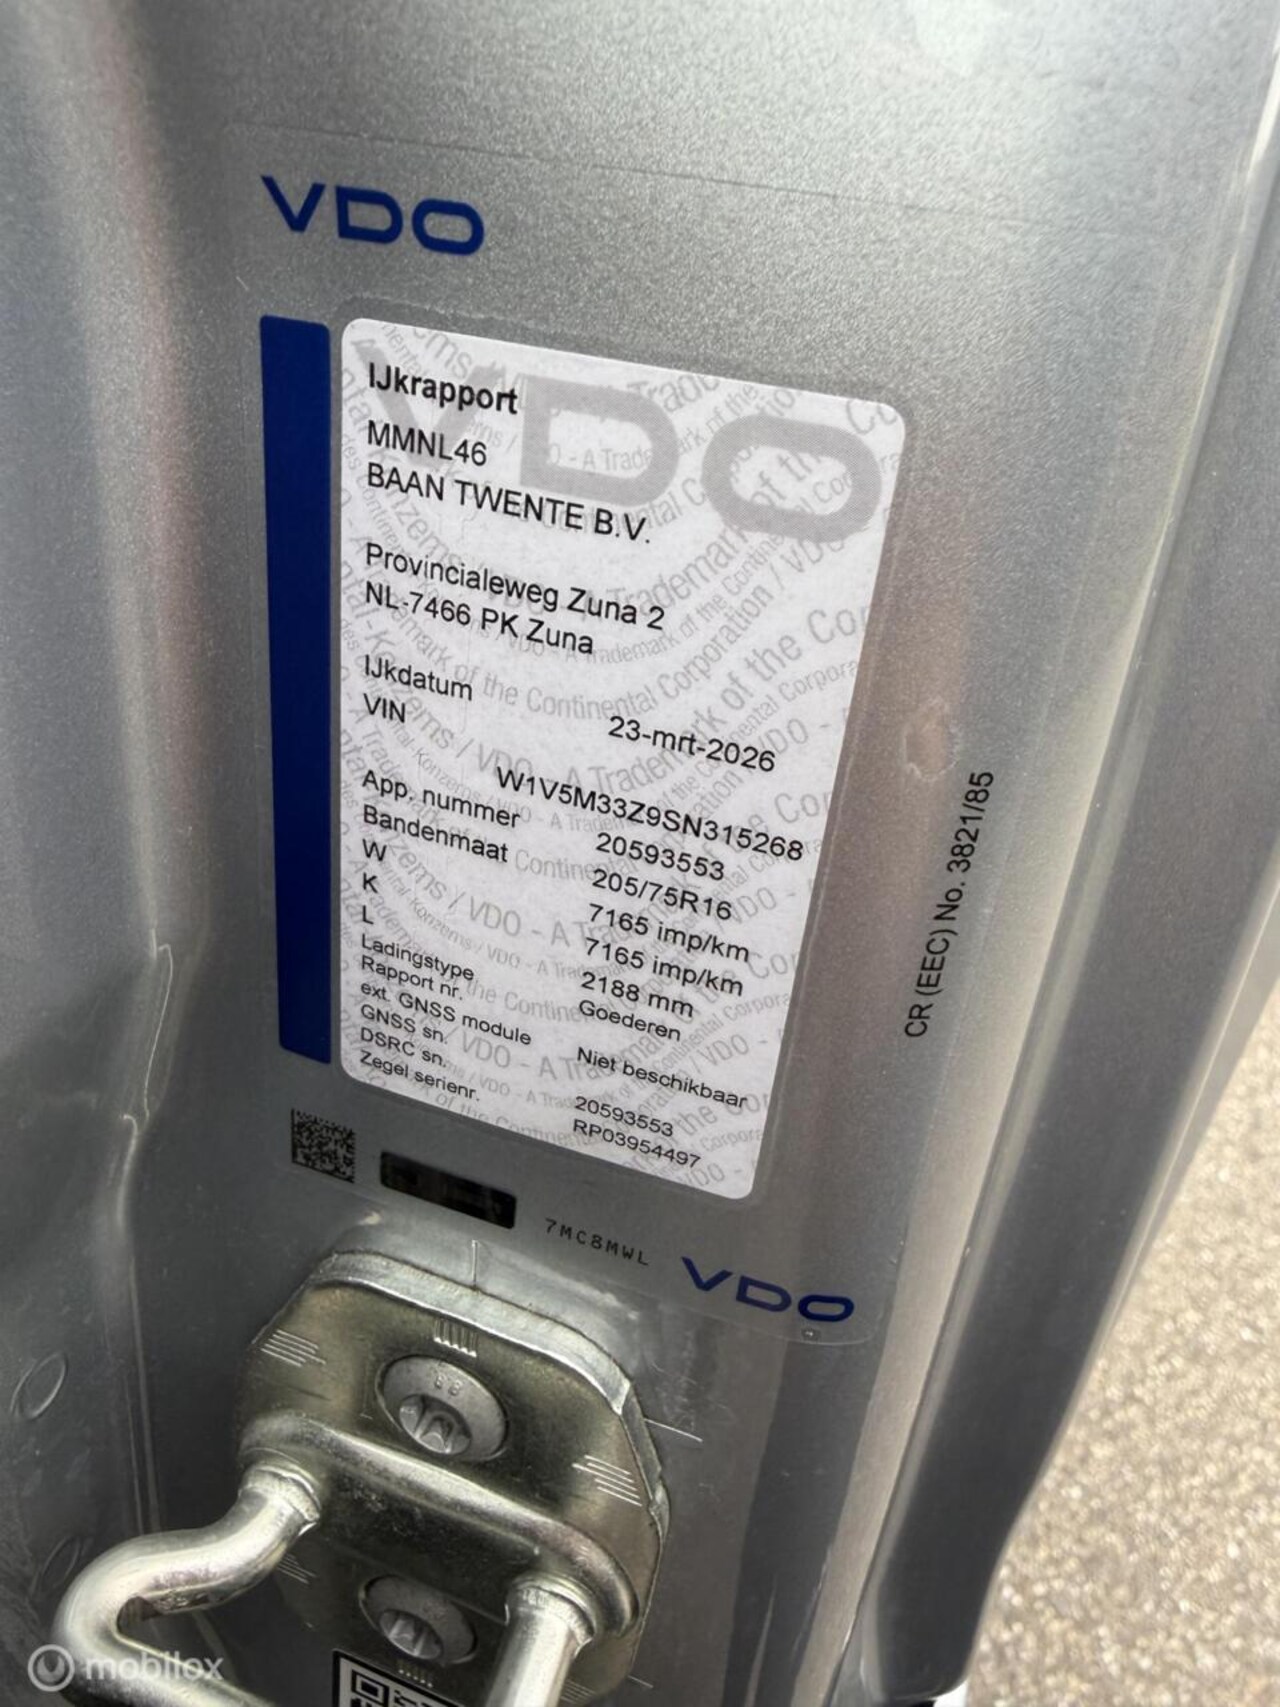 VDO
IJkrapport
MMNL46
BAAN TWENTE B.V.
Provincialeweg Zuna 2
NL-7466 PK Zuna
IJkdatum 23-mrt-2026
VIN W1V5M33Z9SN315268
App. nummer 20593553
Bandenmaat 205/75R16
W 7165 imp/km
K 7165 imp/km
L 2188 mm
Ladingstype Goederen
Rapport nr.
ext. GNSS module Niet beschikbaar
GNSS sn.
DSRC sn. 20593553
Zegel serienr. RP03954497
CR (EEC) No. 3821/85
7MC8MWL
VDO
mobilox